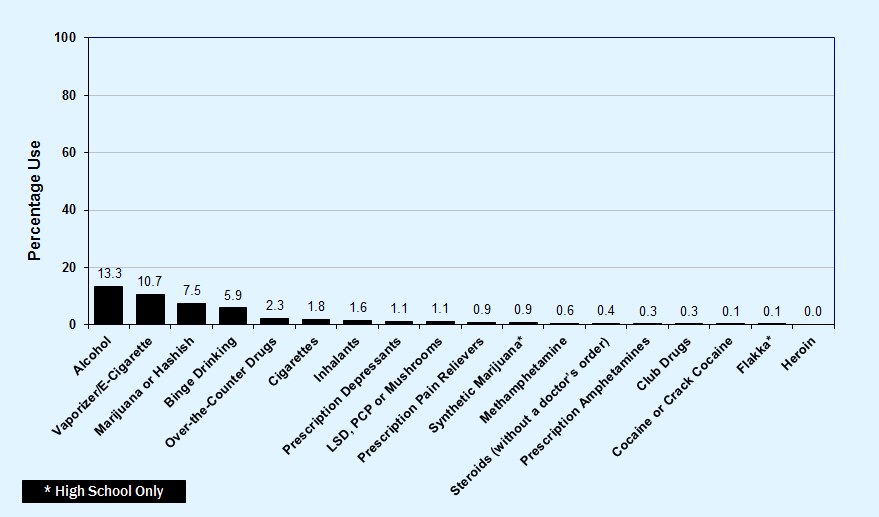 Percentage Use
100
80
60
40
20
0
13.3
10.7
7.5
5.9
2.3
1.8
1.6
1.1
1.1
0.9
0.9
0.6
0.4
0.3
0.3
0.1
0.1
0.0
Alcohol
Vaporizer/E-Cigarette
Marijuana or Hashish
Binge Drinking
Over-the-Counter Drugs
Cigarettes
Inhalants
Prescription Depressants
LSD, PCP or Mushrooms
Prescription Pain Relievers
Synthetic Marijuana*
Methamphetamine
Steroids (without a doctor's order)
Prescription Amphetamines
Club Drugs
Cocaine or Crack Cocaine
Flakka*
Heroin
* High School Only